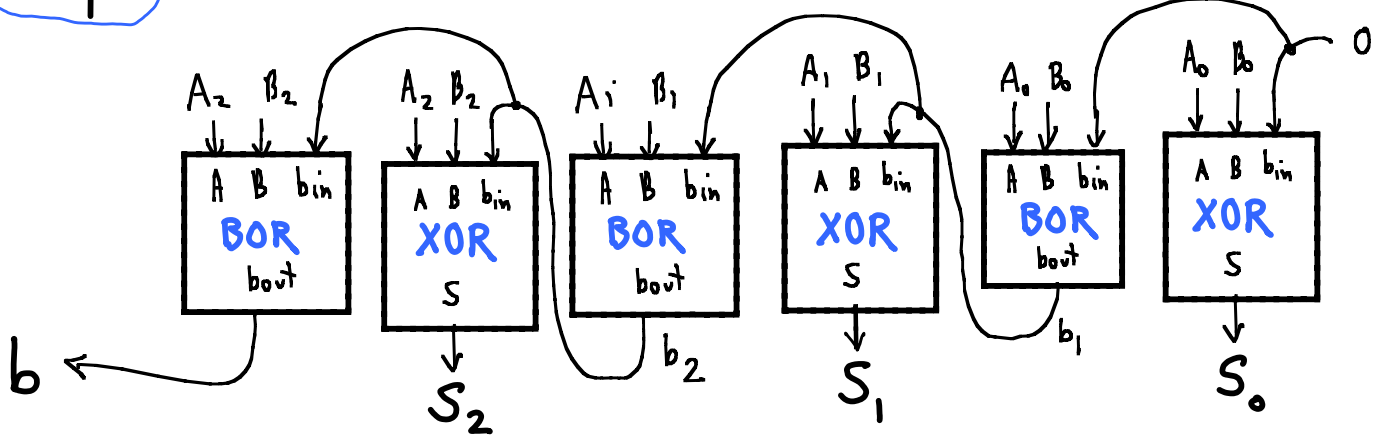 0
A₂ B₂ A₂ B₂ Ai B₁ A₁ B₁ A₀ B₀ A₀ B₀
A B bin A B bin A B bin A B bin A B bin A B bin
BOR XOR BOR XOR BOR XOR
bout S bout S bout S
b b₂ b₁
S₂ S₁ S₀